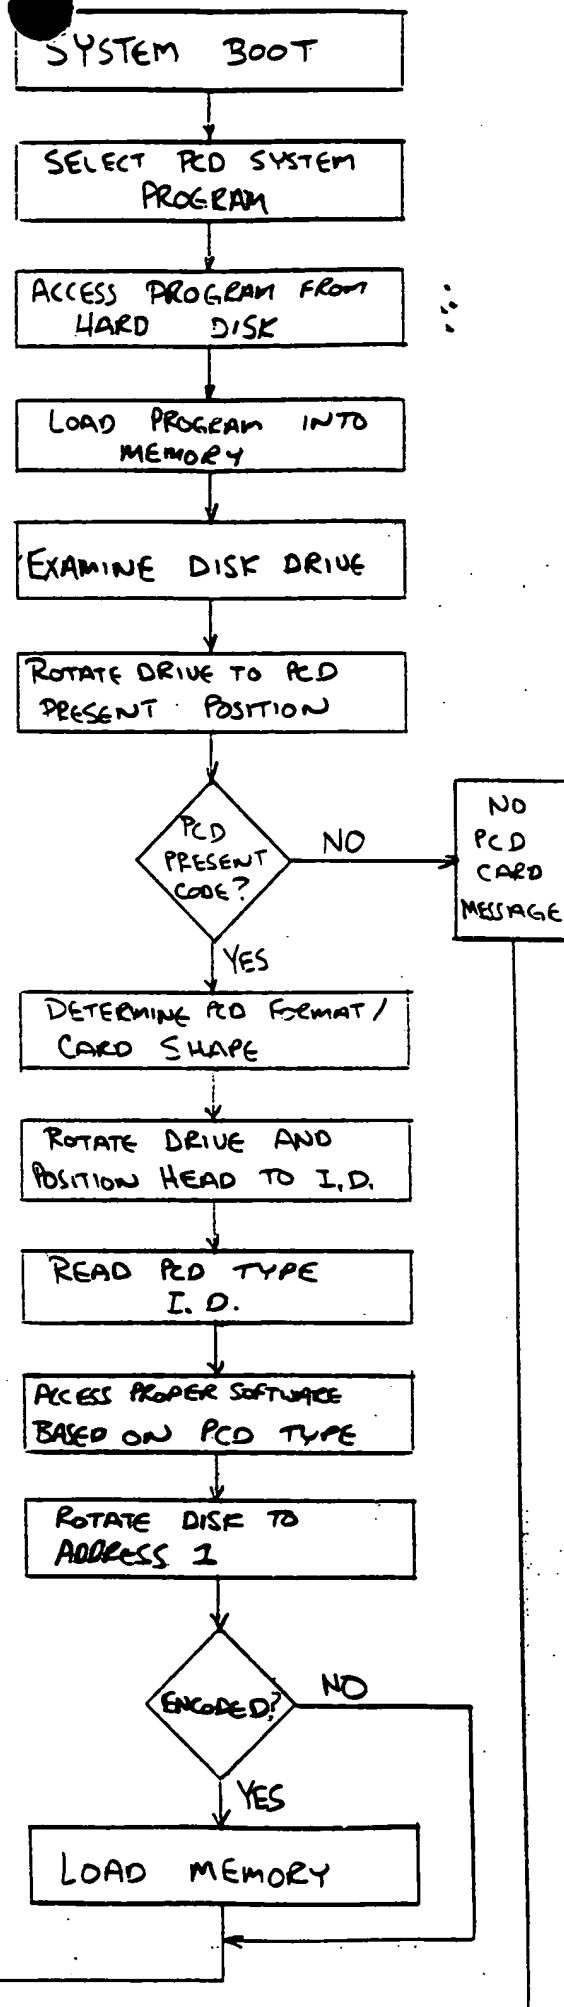 SYSTEM BOOT
SELECT PCD SYSTEM
PROGRAM
ACCESS PROGRAM FROM
HARD DISK
LOAD PROGRAM INTO
MEMORY
EXAMINE DISK DRIVE
ROTATE DRIVE TO PCD
PRESENT POSITION
PCD
PRESENT
CODE?
NO
NO
PCD
CARD
MESSAGE
YES
DETERMINE PCD FORMAT/
CARD SHAPE
ROTATE DRIVE AND
POSITION HEAD TO I.D.
READ PCD TYPE
I.D.
ACCESS PROPER SOFTWARE
BASED ON PCD TYPE
ROTATE DISK TO
ADDRESS 1
ENCODED?
NO
YES
LOAD MEMORY